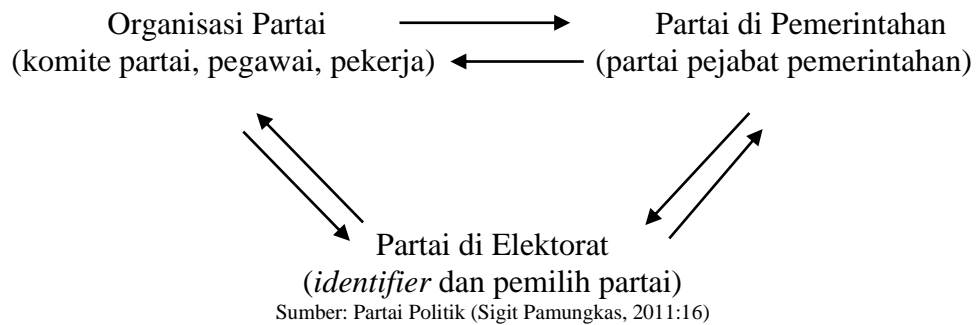 Organisasi Partai Partai di Pemerintahan
(komite partai, pegawai, pekerja) (partai pejabat pemerintahan)
Partai di Elektorat
(identifier dan pemilih partai)
Sumber: Partai Politik (Sigit Pamungkas, 2011:16)